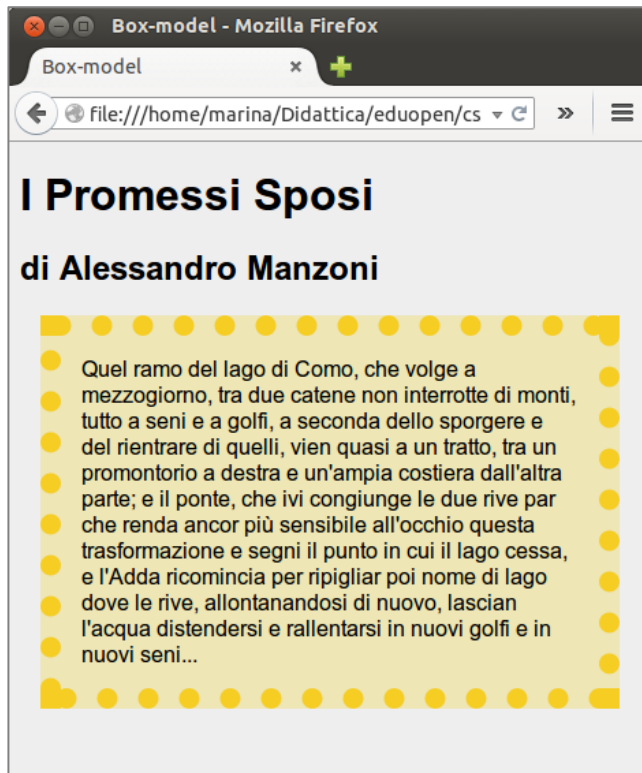 Box-model - Mozilla Firefox
Box-model
file:///home/marina/Didattica/eduopen/cs
I Promessi Sposi
di Alessandro Manzoni
Quel ramo del lago di Como, che volge a
mezzogiorno, tra due catene non interrotte di monti,
tutto a seni e a golfi, a seconda dello sporgere e
del rientrare di quelli, vien quasi a un tratto, tra un
promontorio a destra e un'ampia costiera dall'altra
parte; e il ponte, che ivi congiunge le due rive par
che renda ancor più sensibile all'occhio questa
trasformazione e segni il punto in cui il lago cessa,
e l'Adda ricomincia per ripigliar poi nome di lago
dove le rive, allontanandosi di nuovo, lascian
l'acqua distendersi e rallentarsi in nuovi golfi e in
nuovi seni...